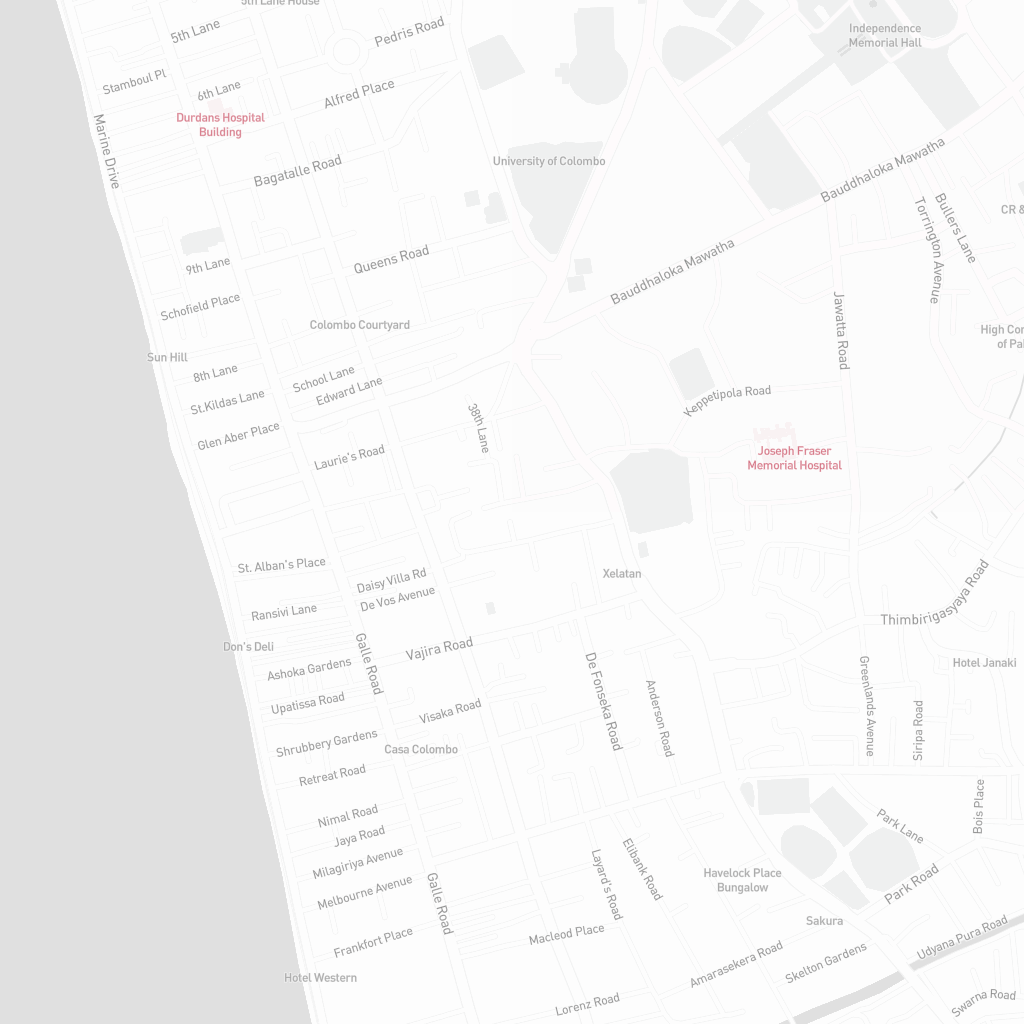 5th Lane House
5th Lane
Pedris Road
Independence
Memorial Hall
Stamboul Pl
6th Lane
Alfred Place
Durdans Hospital
Building
Marine Drive
Bagatalle Road
University of Colombo
Bauddhaloka Mawatha
Bullers Lane
Torrington Avenue
CR &
9th Lane
Queens Road
Bauddhaloka Mawatha
Schofield Place
Colombo Courtyard
Jawatta Road
High Con
of Pak
Sun Hill
8th Lane
School Lane
Edward Lane
St.Kildas Lane
Keppetipola Road
38th Lane
Glen Aber Place
Laurie's Road
Joseph Fraser
Memorial Hospital
St. Alban's Place
Daisy Villa Rd
De Vos Avenue
Xelatan
Ransivi Lane
Thimbirigasyaya Road
Don's Deli
Galle Road
Vajira Road
Ashoka Gardens
De Fonseka Road
Anderson Road
Greenlands Avenue
Hotel Janaki
Upatissa Road
Visaka Road
Siripa Road
Shrubbery Gardens
Casa Colombo
Retreat Road
Bois Place
Nimal Road
Jaya Road
Park Lane
Milagiriya Avenue
Layard's Road
Elibank Road
Havelock Place
Bungalow
Park Road
Melbourne Avenue
Galle Road
Sakura
Frankfort Place
Macleod Place
Udyana Pura Road
Amarasekera Road
Skelton Gardens
Hotel Western
Lorenz Road
Swarna Road